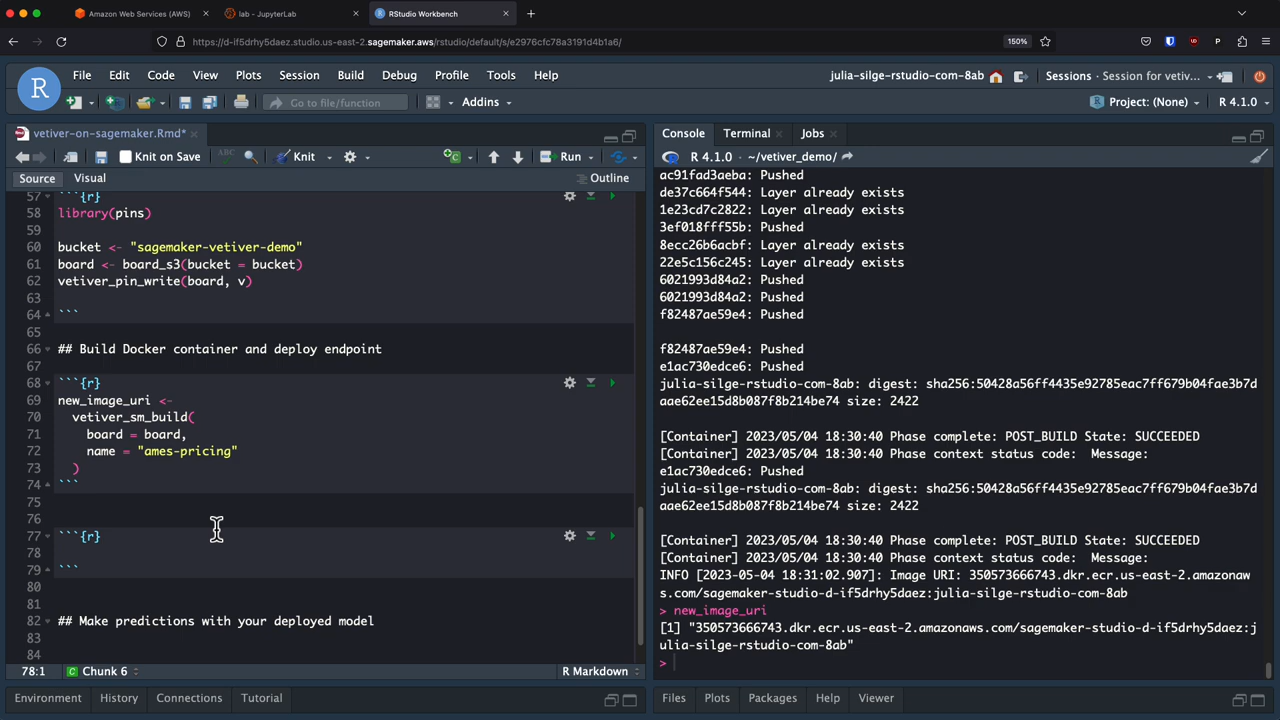 Amazon Web Services (AWS)
lab - JupyterLab
RStudio Workbench
https://d-if5drhy5daez.studio.us-east-2.sagemaker.aws/rstudio/default/s/e2976cfc78a3191d4b1a6/
150%
File Edit Code View Plots Session Build Debug Profile Tools Help
julia-silge-rstudio-com-8ab
Sessions - Session for vetiv...
Go to file/function
Addins
Project: (None)
R 4.1.0
vetiver-on-sagemaker.Rmd*
Knit on Save
Knit
Run
Source Visual
Outline
57 ```{r}
58 library(pins)
59
60 bucket <- "sagemaker-vetiver-demo"
61 board <- board_s3(bucket = bucket)
62 vetiver_pin_write(board, v)
63
64 ```
65
66 ## Build Docker container and deploy endpoint
67
68 ```{r}
69 new_image_uri <-
70 vetiver_sm_build(
71 board = board,
72 name = "ames-pricing"
73 )
74 ```
75
76
77 ```{r}
78
79 ```
80
81
82 ## Make predictions with your deployed model
83
84
78:1 C Chunk 6
R Markdown
Environment History Connections Tutorial
Console Terminal Jobs
R 4.1.0 · ~/vetiver_demo/
ac91fad3aeba: Pushed
de37c664f544: Layer already exists
1e23cd7c2822: Layer already exists
3ef018fff55b: Pushed
8ecc26b6acbf: Layer already exists
22e5c156c245: Layer already exists
6021993d84a2: Pushed
6021993d84a2: Pushed
f82487ae59e4: Pushed
f82487ae59e4: Pushed
e1ac730edce6: Pushed
julia-silge-rstudio-com-8ab: digest: sha256:50428a56ff4435e92785eac7ff679b04fae3b7d
aae62ee15d8b087f8b214be74 size: 2422
[Container] 2023/05/04 18:30:40 Phase complete: POST_BUILD State: SUCCEEDED
[Container] 2023/05/04 18:30:40 Phase context status code: Message:
e1ac730edce6: Pushed
julia-silge-rstudio-com-8ab: digest: sha256:50428a56ff4435e92785eac7ff679b04fae3b7d
aae62ee15d8b087f8b214be74 size: 2422
[Container] 2023/05/04 18:30:40 Phase complete: POST_BUILD State: SUCCEEDED
[Container] 2023/05/04 18:30:40 Phase context status code: Message:
INFO [2023-05-04 18:31:02.907]: Image URI: 350573666743.dkr.ecr.us-east-2.amazonaw
s.com/sagemaker-studio-d-if5drhy5daez:julia-silge-rstudio-com-8ab
> new_image_uri
[1] "350573666743.dkr.ecr.us-east-2.amazonaws.com/sagemaker-studio-d-if5drhy5daez:j
ulia-silge-rstudio-com-8ab"
>
Files Plots Packages Help Viewer